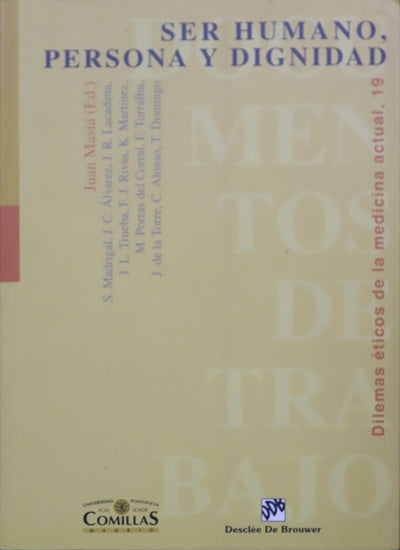 SER HUMANO,
PERSONA Y DIGNIDAD
Juan Masiá (Ed.)
S. Madrigal, J. C. Álvarez, J. R. Lacadena,
J. L. Trueba, F. J. Rivas, K. Martínez,
M. Porras del Corral, F. Torralba,
J. de la Torre, C. Alonso, T. Domingo
Dilemas éticos de la medicina actual, 19
DOCU
MEN
TOS
DE
TRA
BAJO
UNIVERSIDAD PONTIFICIA
ICAI ICADE
COMILLAS
MADRID
DDB
Desclée De Brouwer